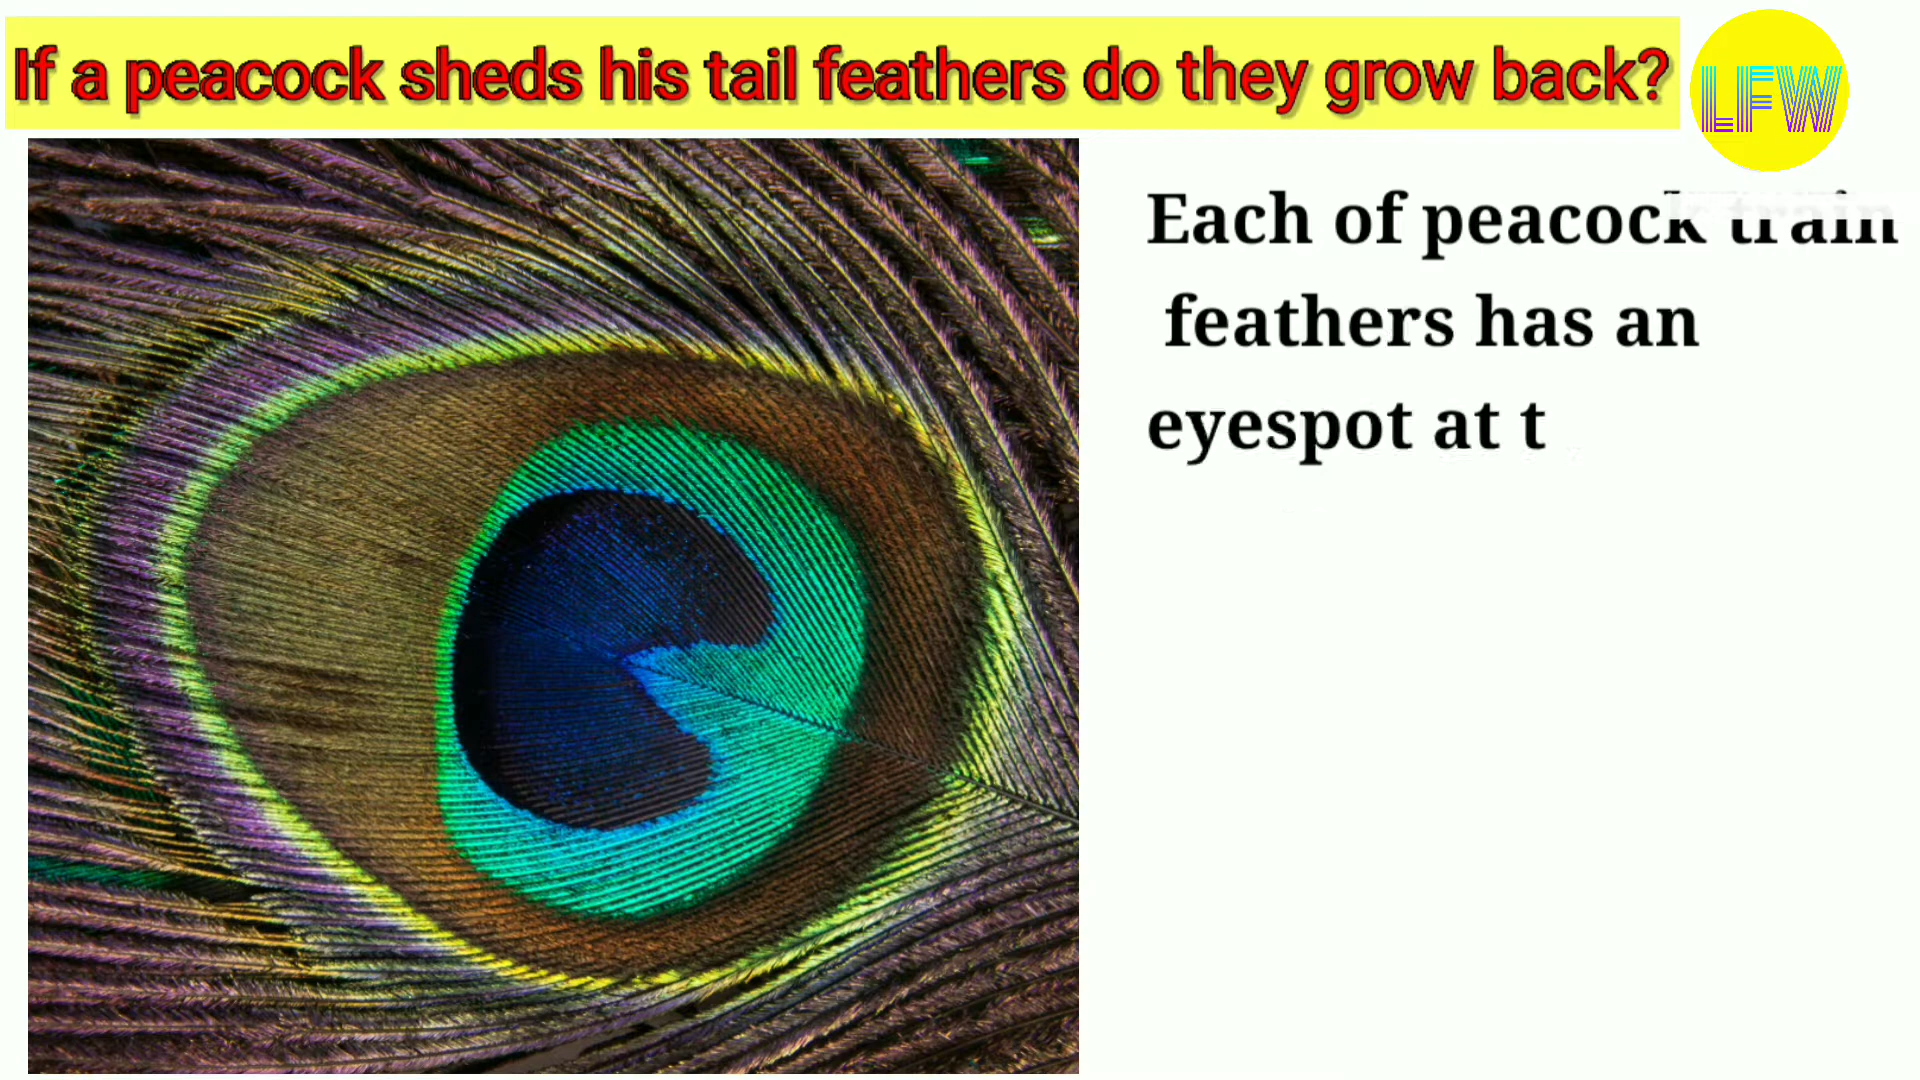 If a peacock sheds his tail feathers do they grow back?
LFW
Each of peacock train
feathers has an
eyespot at t